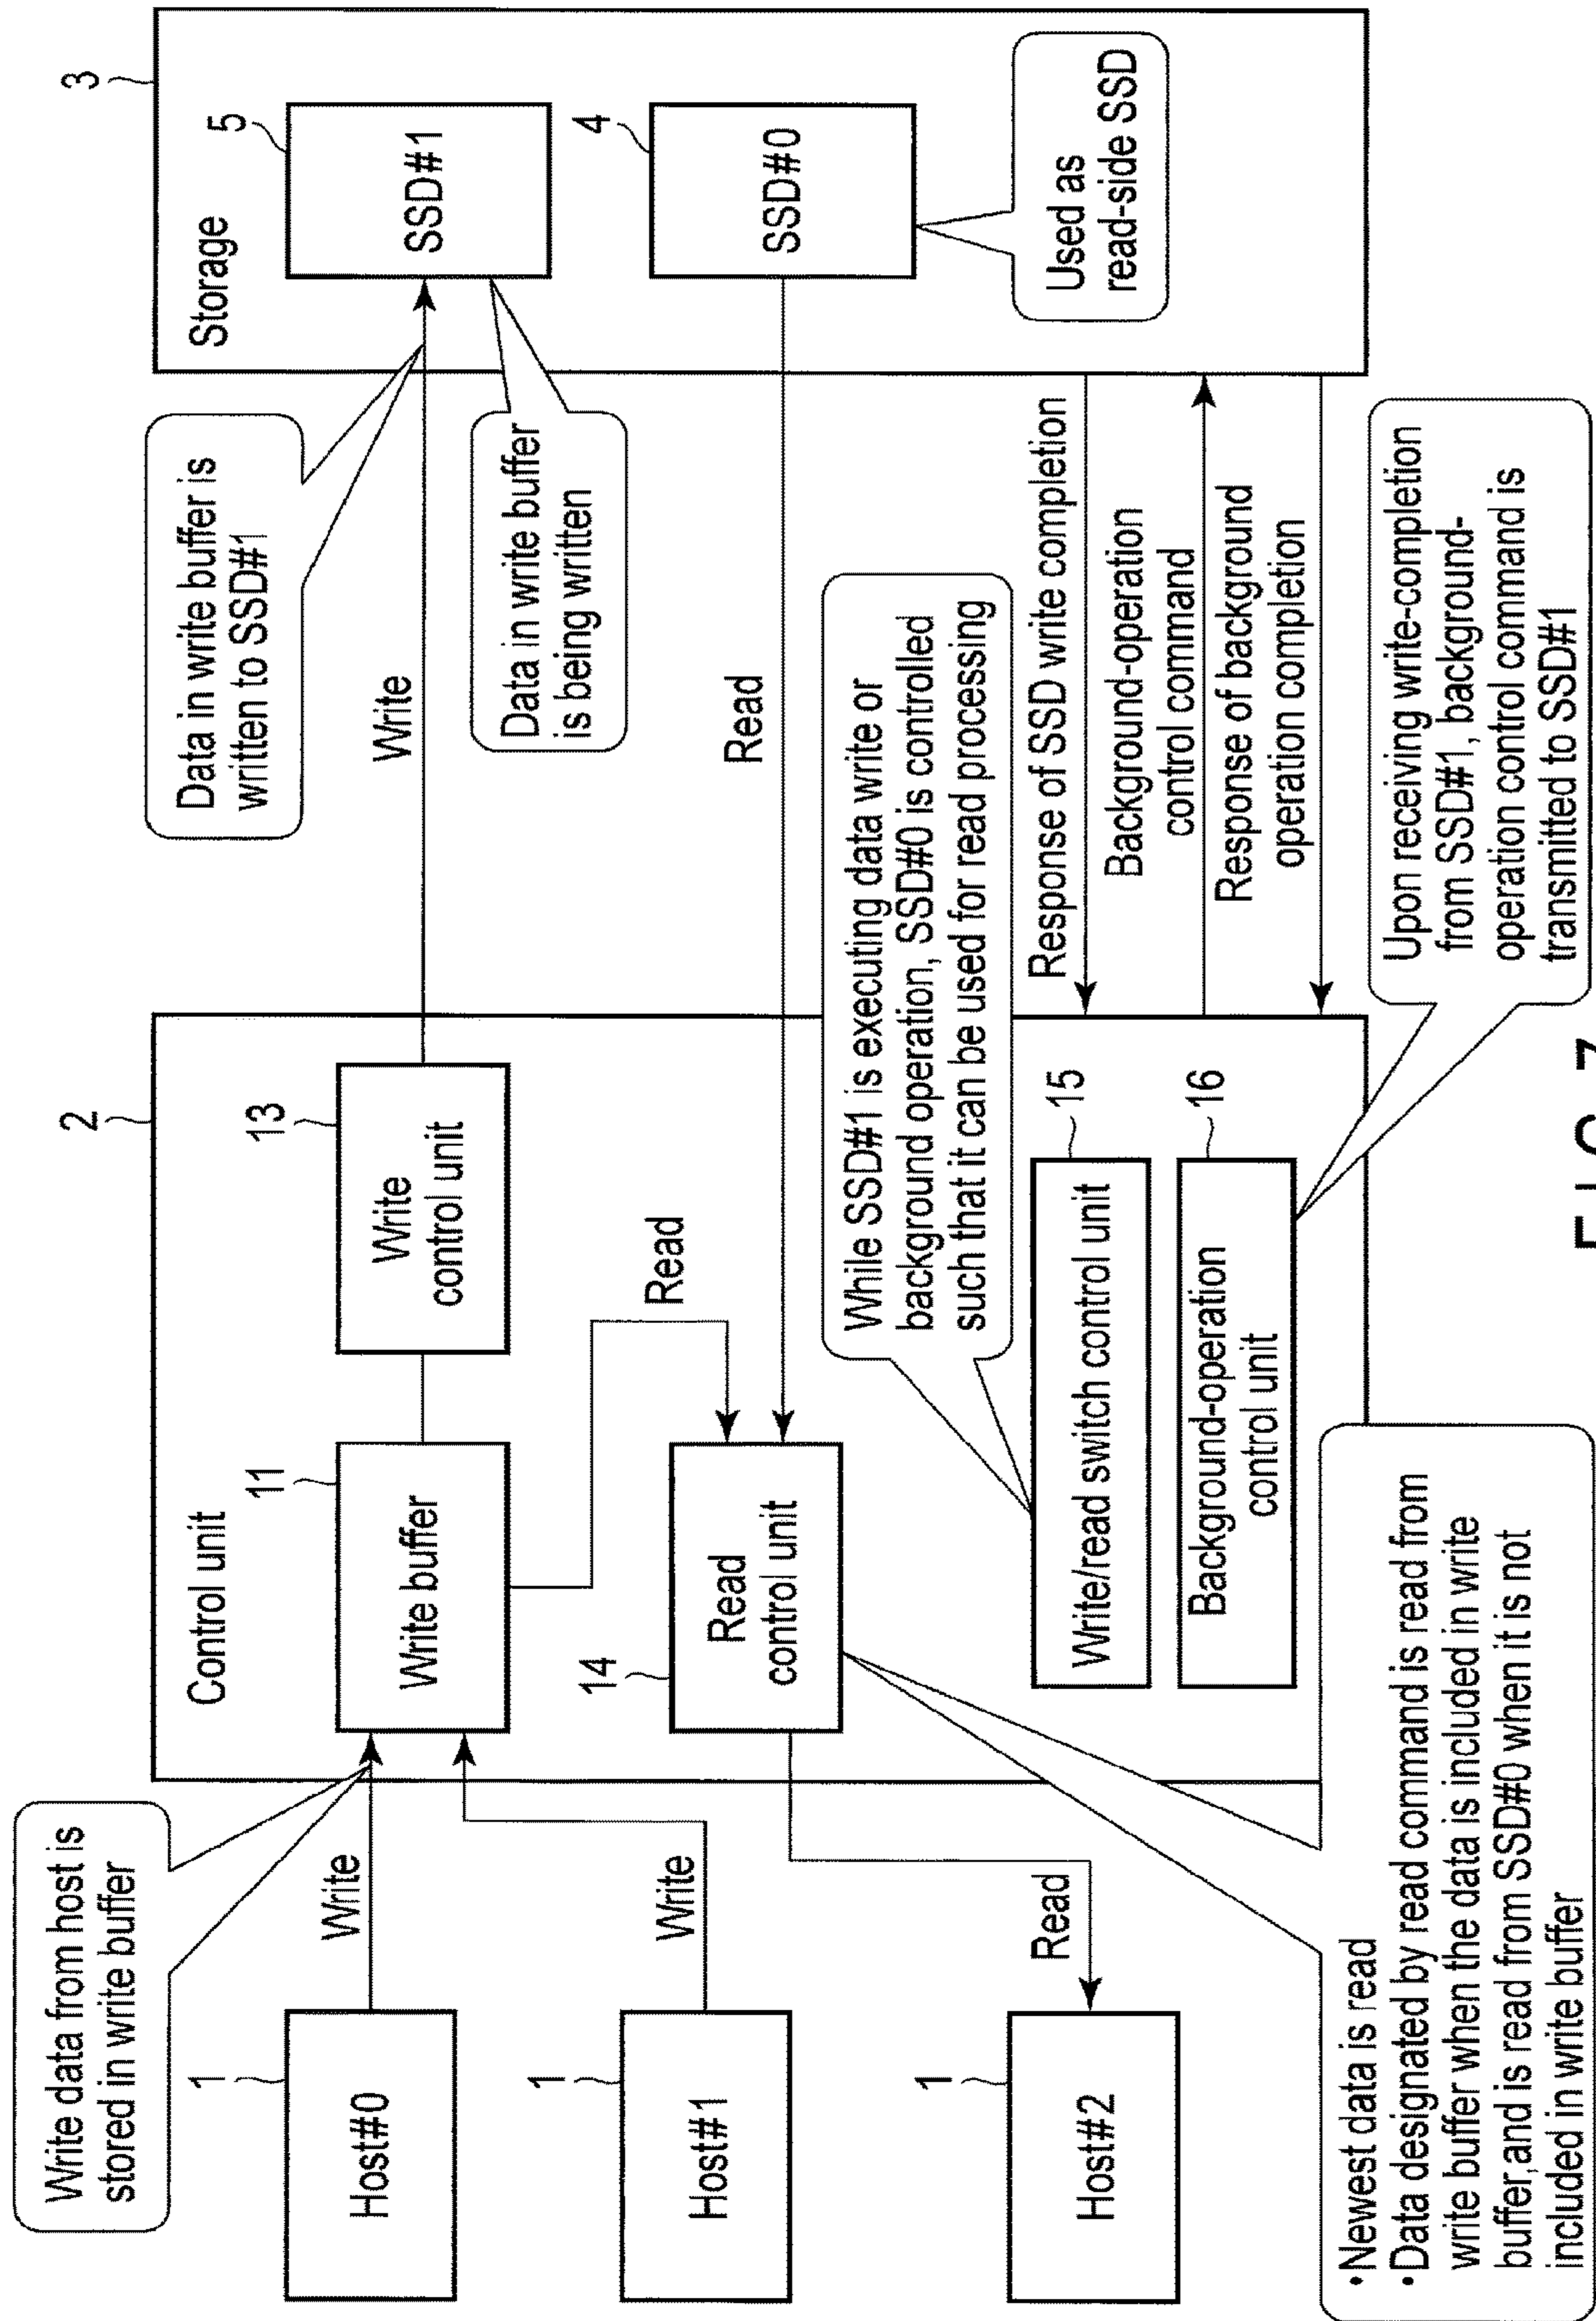 Write data from host is
stored in write buffer
1
Host#0
Write
1
Host#1
Write
1
Host#2
Read
2
Control unit
11
Write buffer
13
Write
control unit
Read
14
Read
control unit
Write/read switch control unit
15
Background-operation
control unit
16
While SSD#1 is executing data write or
background operation, SSD#0 is controlled
such that it can be used for read processing
• Newest data is read
• Data designated by read command is read from
write buffer when the data is included in write
buffer,and is read from SSD#0 when it is not
included in write buffer
Data in write buffer is
written to SSD#1
Write
Data in write buffer
is being written
Read
Response of SSD write completion
Background-operation
control command
Response of background
operation completion
Upon receiving write-completion
from SSD#1, background-
operation control command is
transmitted to SSD#1
3
Storage
5
SSD#1
4
SSD#0
Used as
read-side SSD